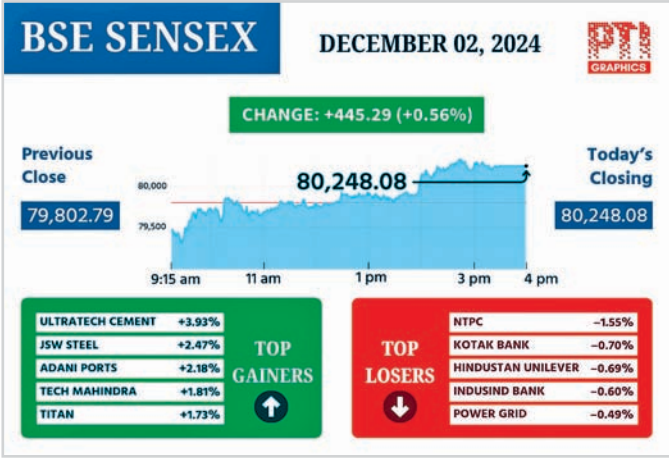 BSE SENSEX
DECEMBER 02, 2024
PTI
GRAPHICS
CHANGE: +445.29 (+0.56%)
Previous
Close
79,802.79
Today's
Closing
80,248.08
80,248.08
80,000
79,500
9:15 am 11 am 1 pm 3 pm 4 pm
ULTRATECH CEMENT +3.93%
JSW STEEL +2.47%
ADANI PORTS +2.18%
TECH MAHINDRA +1.81%
TITAN +1.73%
TOP
GAINERS
TOP
LOSERS
NTPC −1.55%
KOTAK BANK −0.70%
HINDUSTAN UNILEVER −0.69%
INDUSIND BANK −0.60%
POWER GRID −0.49%